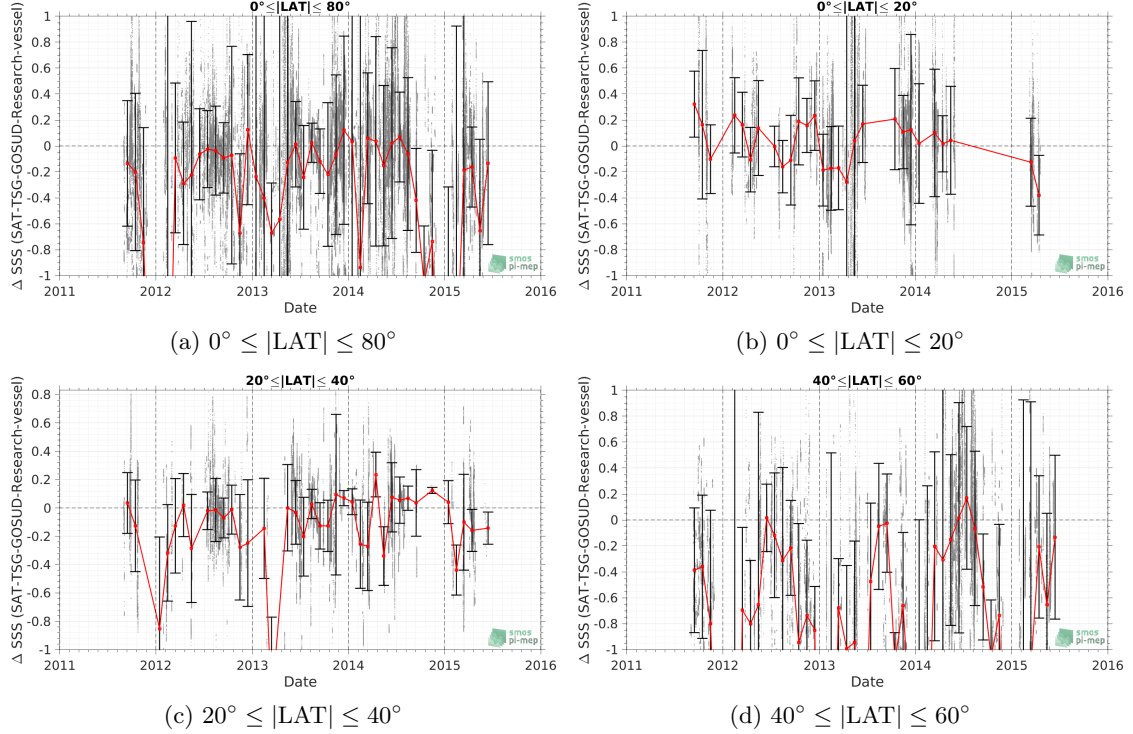 0°≤|LAT|≤ 80°
Δ SSS (SAT-TSG-GOSUD-Research-vessel)
1
0.8
0.6
0.4
0.2
0
-0.2
-0.4
-0.6
-0.8
-1
2011 2012 2013 2014 2015 2016
Date
smos
pi-mep
(a) 0° ≤ |LAT| ≤ 80°
0°≤|LAT|≤ 20°
Δ SSS (SAT-TSG-GOSUD-Research-vessel)
1
0.8
0.6
0.4
0.2
0
-0.2
-0.4
-0.6
-0.8
-1
2011 2012 2013 2014 2015 2016
Date
smos
pi-mep
(b) 0° ≤ |LAT| ≤ 20°
20°≤|LAT|≤ 40°
Δ SSS (SAT-TSG-GOSUD-Research-vessel)
0.8
0.6
0.4
0.2
0
-0.2
-0.4
-0.6
-0.8
-1
2011 2012 2013 2014 2015 2016
Date
smos
pi-mep
(c) 20° ≤ |LAT| ≤ 40°
40°≤|LAT|≤ 60°
Δ SSS (SAT-TSG-GOSUD-Research-vessel)
1
0.8
0.6
0.4
0.2
0
-0.2
-0.4
-0.6
-0.8
-1
2011 2012 2013 2014 2015 2016
Date
smos
pi-mep
(d) 40° ≤ |LAT| ≤ 60°